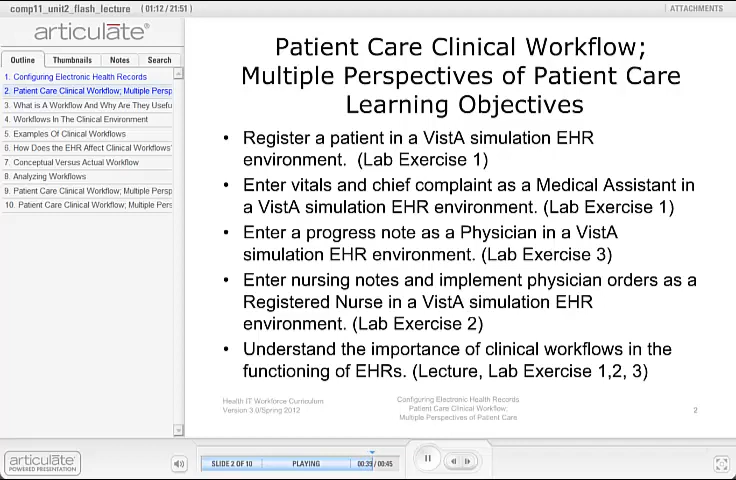 comp11_unit2_flash_lecture (01:12 / 21:51)
ATTACHMENTS
articulate®
Outline Thumbnails Notes Search
1. Configuring Electronic Health Records
2. Patient Care Clinical Workflow; Multiple Persp
3. What is A Workflow And Why Are They Usefu
4. Workflows In The Clinical Environment
5. Examples Of Clinical Workflows
6. How Does the EHR Affect Clinical Workflows?
7. Conceptual Versus Actual Workflow
8. Analyzing Workflows
9. Patient Care Clinical Workflow; Multiple Persp
10. Patient Care Clinical Workflow; Multiple Pers
Patient Care Clinical Workflow;
Multiple Perspectives of Patient Care
Learning Objectives
• Register a patient in a VistA simulation EHR
environment. (Lab Exercise 1)
• Enter vitals and chief complaint as a Medical Assistant in
a VistA simulation EHR environment. (Lab Exercise 1)
• Enter a progress note as a Physician in a VistA
simulation EHR environment. (Lab Exercise 3)
• Enter nursing notes and implement physician orders as a
Registered Nurse in a VistA simulation EHR
environment. (Lab Exercise 2)
• Understand the importance of clinical workflows in the
functioning of EHRs. (Lecture, Lab Exercise 1,2, 3)
Health IT Workforce Curriculum
Version 3.0/Spring 2012
Configuring Electronic Health Records
Patient Care Clinical Workflow;
Multiple Perspectives of Patient Care
2
articulate®
POWERED PRESENTATION
SLIDE 2 OF 10 PLAYING 00:39 / 00:45